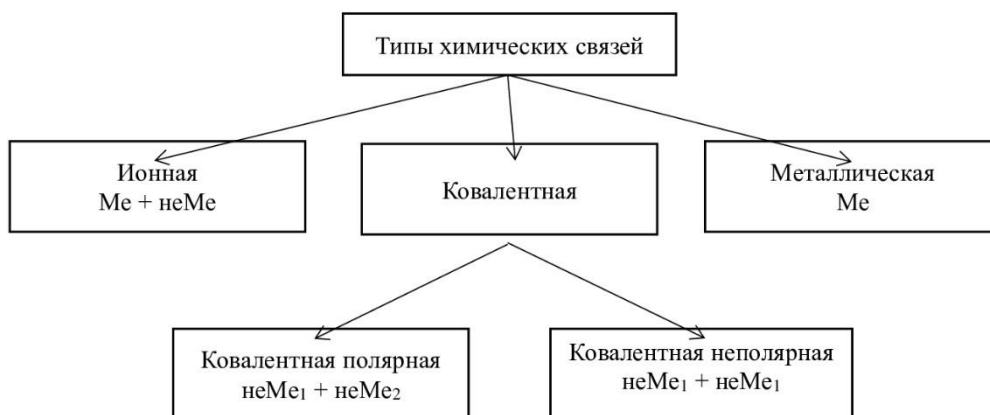 Типы химических связей
Ионная
Ме + неМе
Ковалентная
Металлическая
Ме
Ковалентная полярная
неМе₁ + неМе₂
Ковалентная неполярная
неМе₁ + неМе₁